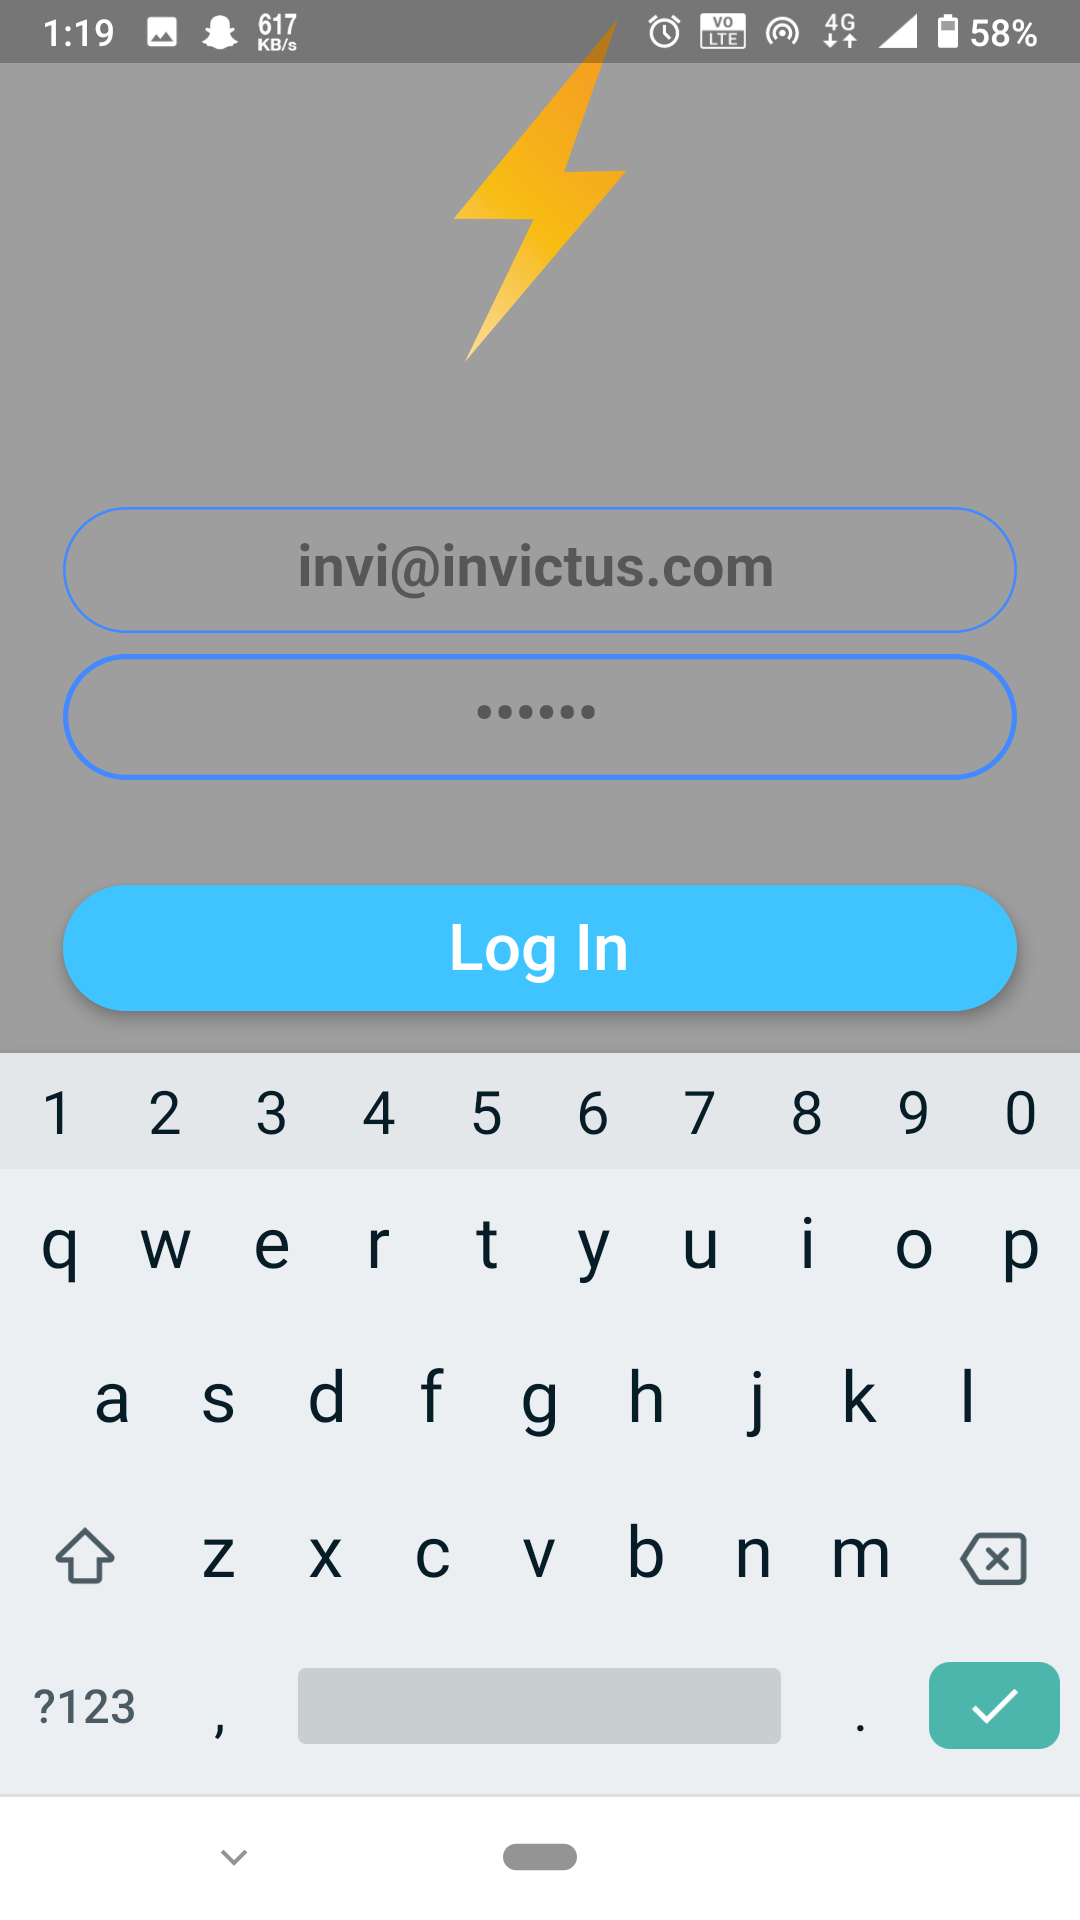 1:19 617 KB/s VO LTE 4G 58%
invi@invictus.com
••••••
Log In
1 2 3 4 5 6 7 8 9 0
q w e r t y u i o p
a s d f g h j k l
z x c v b n m
?123 , .